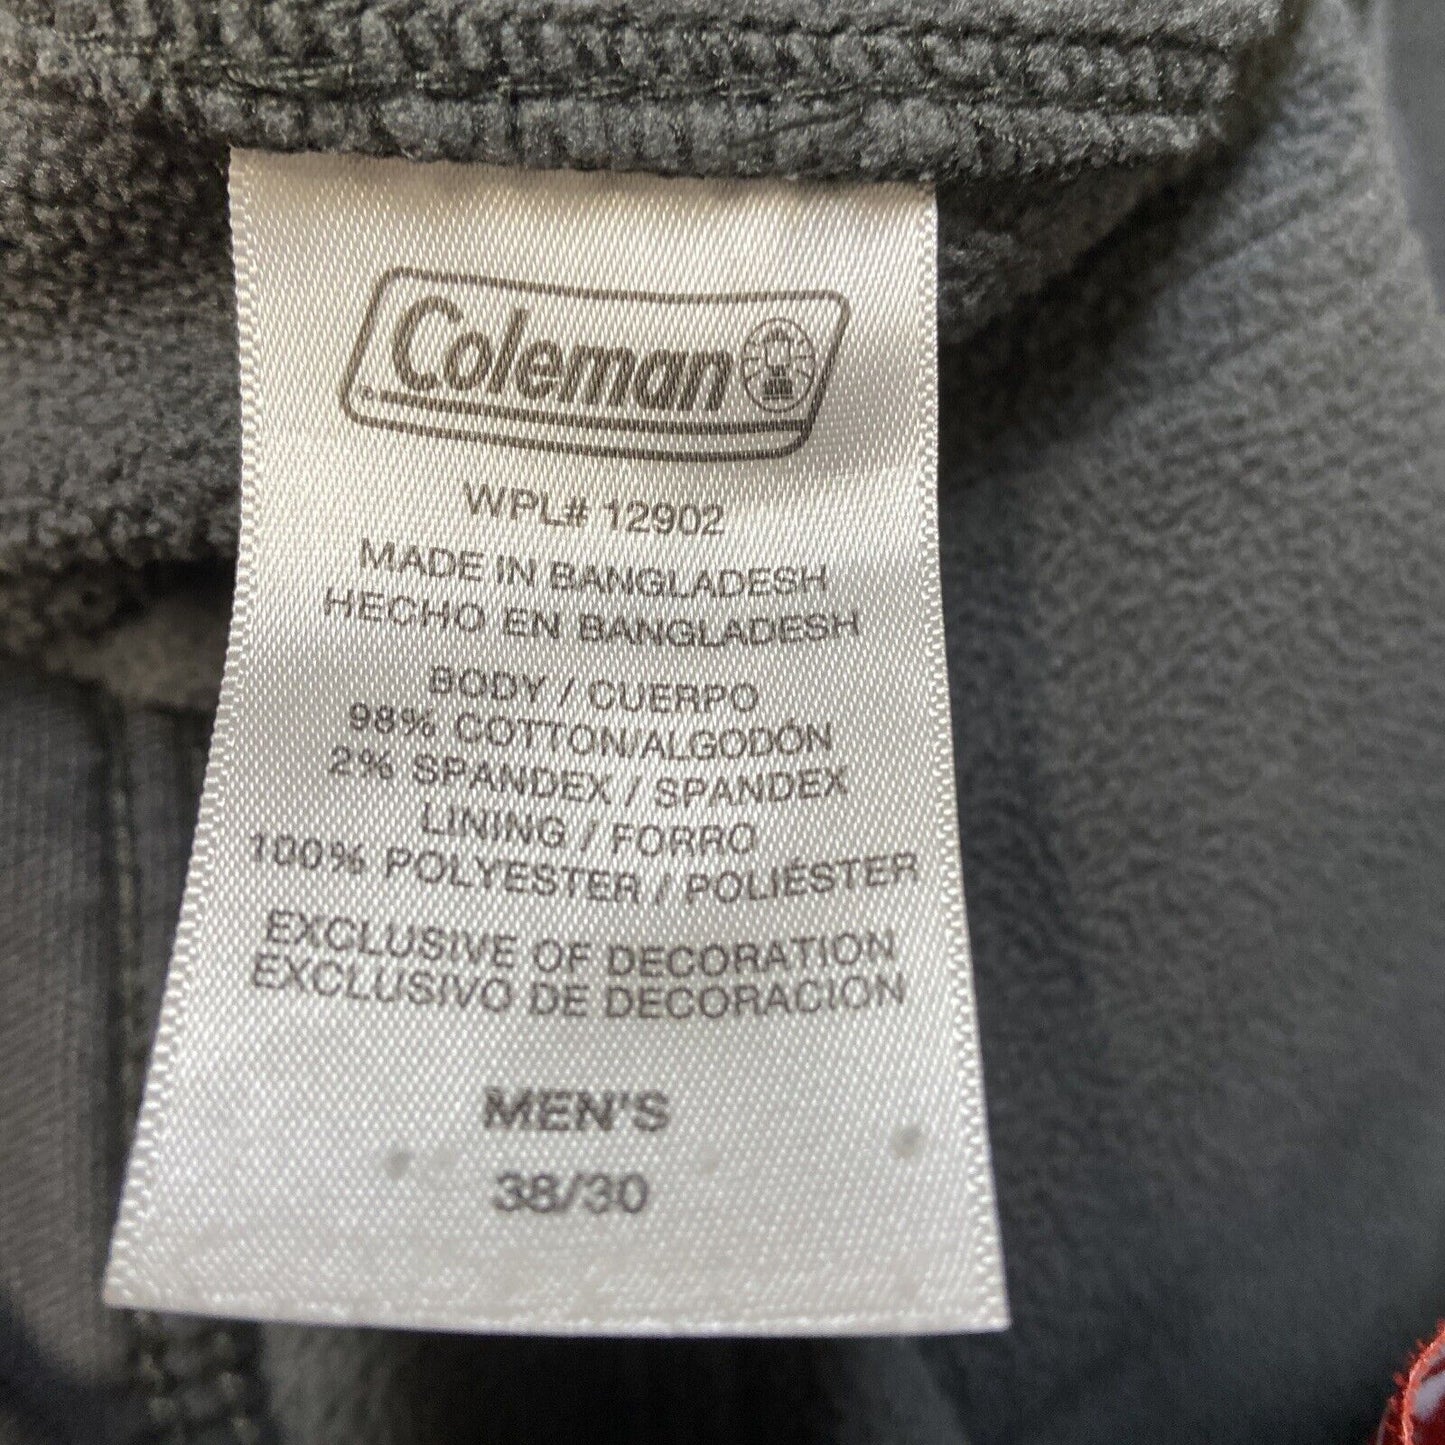 Coleman
WPL# 12902
MADE IN BANGLADESH
HECHO EN BANGLADESH
BODY / CUERPO
98% COTTON/ALGODÓN
2% SPANDEX / SPANDEX
LINING / FORRO
100% POLYESTER / POLIÉSTER
EXCLUSIVE OF DECORATION
EXCLUSIVO DE DECORACIÓN
MEN'S
38/30